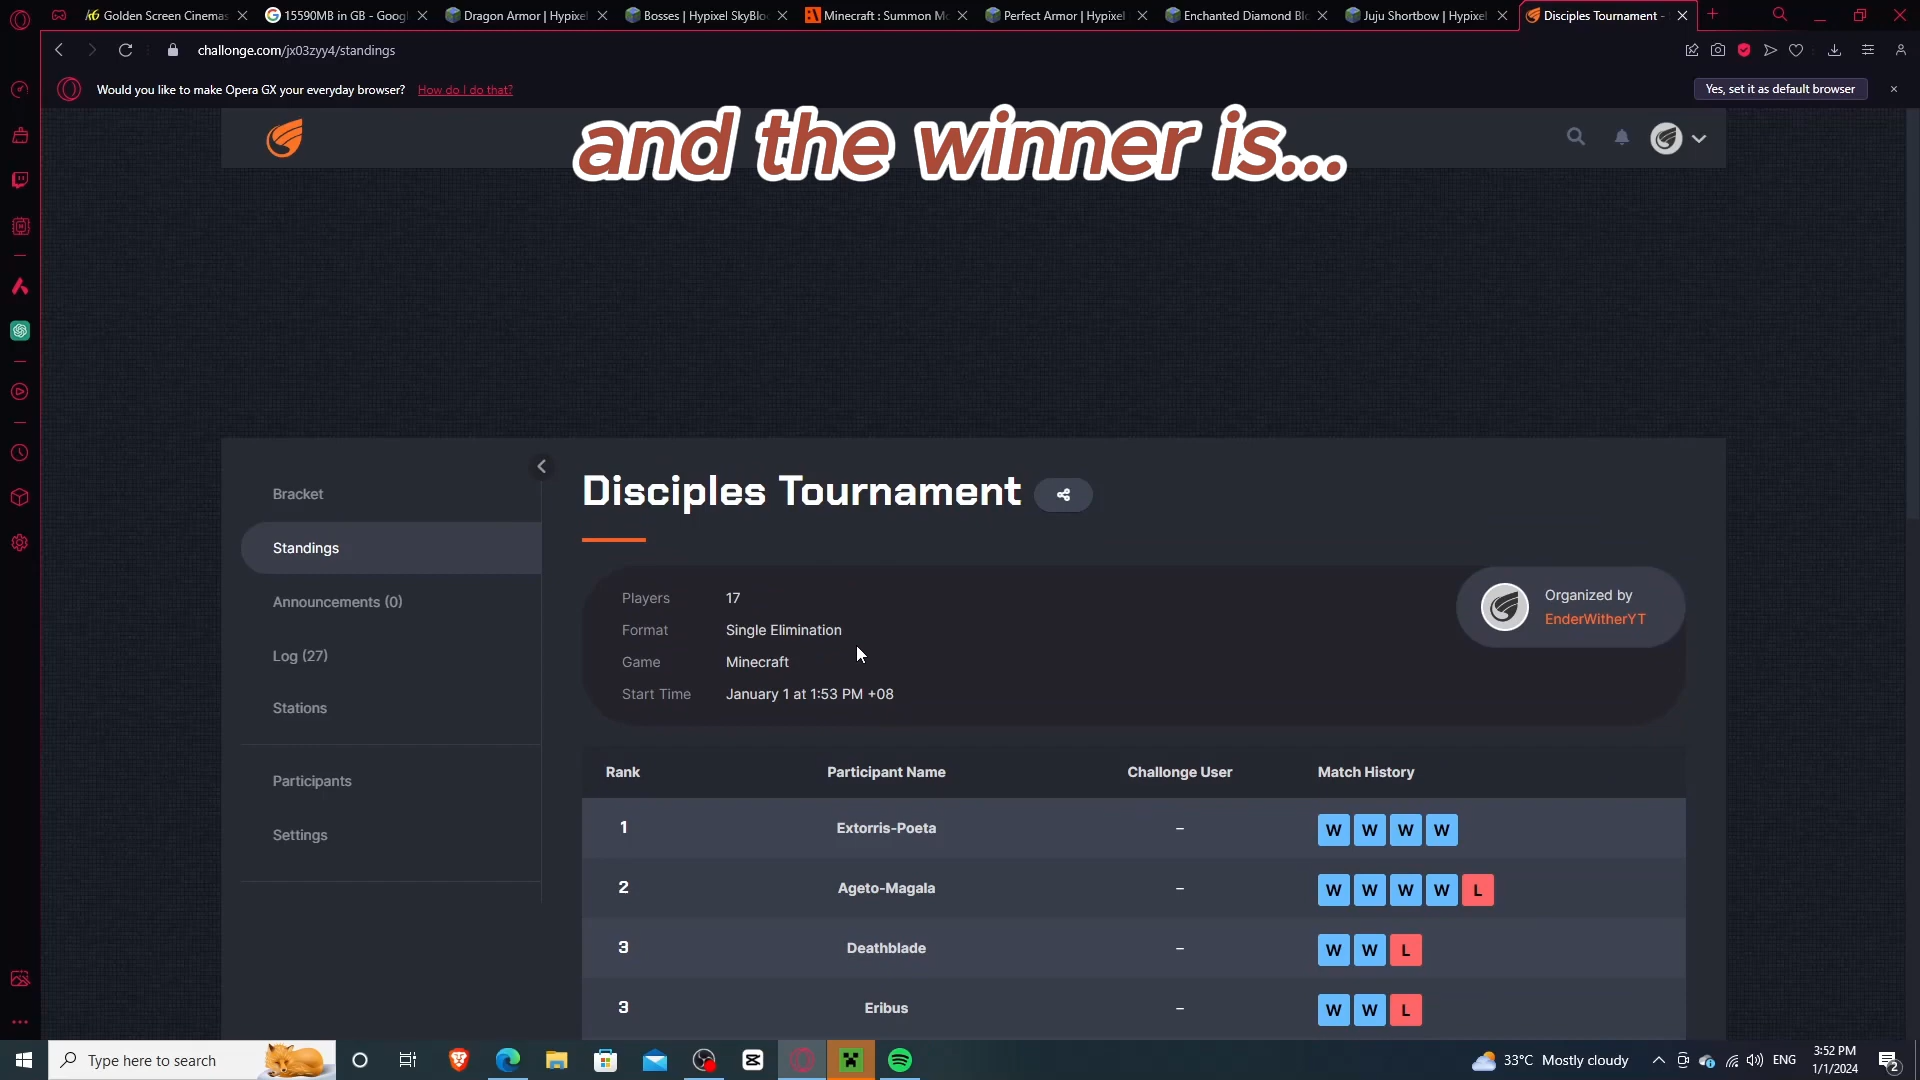 Golden Screen Cinemas
15590MB in GB - Googl
Dragon Armor | Hypixel
Bosses | Hypixel SkyBlo
Minecraft : Summon Mo
Perfect Armor | Hypixel
Enchanted Diamond Bl
Juju Shortbow | Hypixel
Disciples Tournament -
challonge.com/jx03zyy4/standings
Would you like to make Opera GX your everyday browser? How do I do that?
Yes, set it as default browser
and the winner is...
Bracket
Standings
Announcements (0)
Log (27)
Stations
Participants
Settings
Disciples Tournament
Players 17
Format Single Elimination
Game Minecraft
Start Time January 1 at 1:53 PM +08
Organized by
EnderWitherYT
Rank Participant Name Challonge User Match History
1 Extorris-Poeta – W W W W
2 Ageto-Magala – W W W W L
3 Deathblade – W W L
3 Eribus – W W L
Type here to search
33°C Mostly cloudy
ENG
3:52 PM
1/1/2024
2